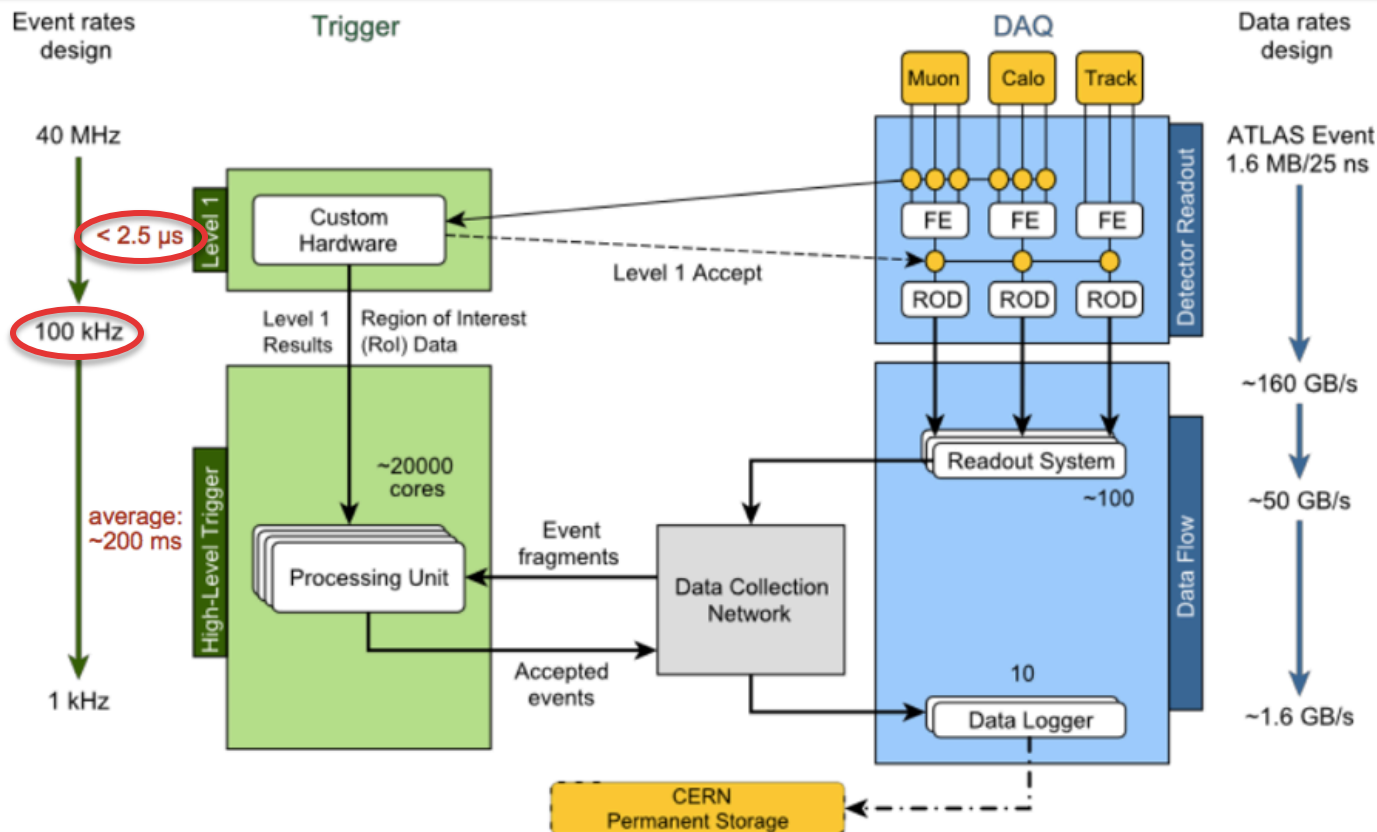 Event rates
design
Trigger
DAQ
Data rates
design
Muon
Calo
Track
40 MHz
ATLAS Event
1.6 MB/25 ns
Level 1
Custom
Hardware
< 2.5 µs
FE
FE
FE
Detector Readout
Level 1 Accept
ROD
ROD
ROD
100 kHz
Level 1
Results
Region of Interest
(RoI) Data
~160 GB/s
~20000
cores
Readout System
~100
~50 GB/s
average:
~200 ms
High-Level Trigger
Processing Unit
Event
fragments
Data Collection
Network
Data Flow
Accepted
events
1 kHz
10
Data Logger
~1.6 GB/s
CERN
Permanent Storage